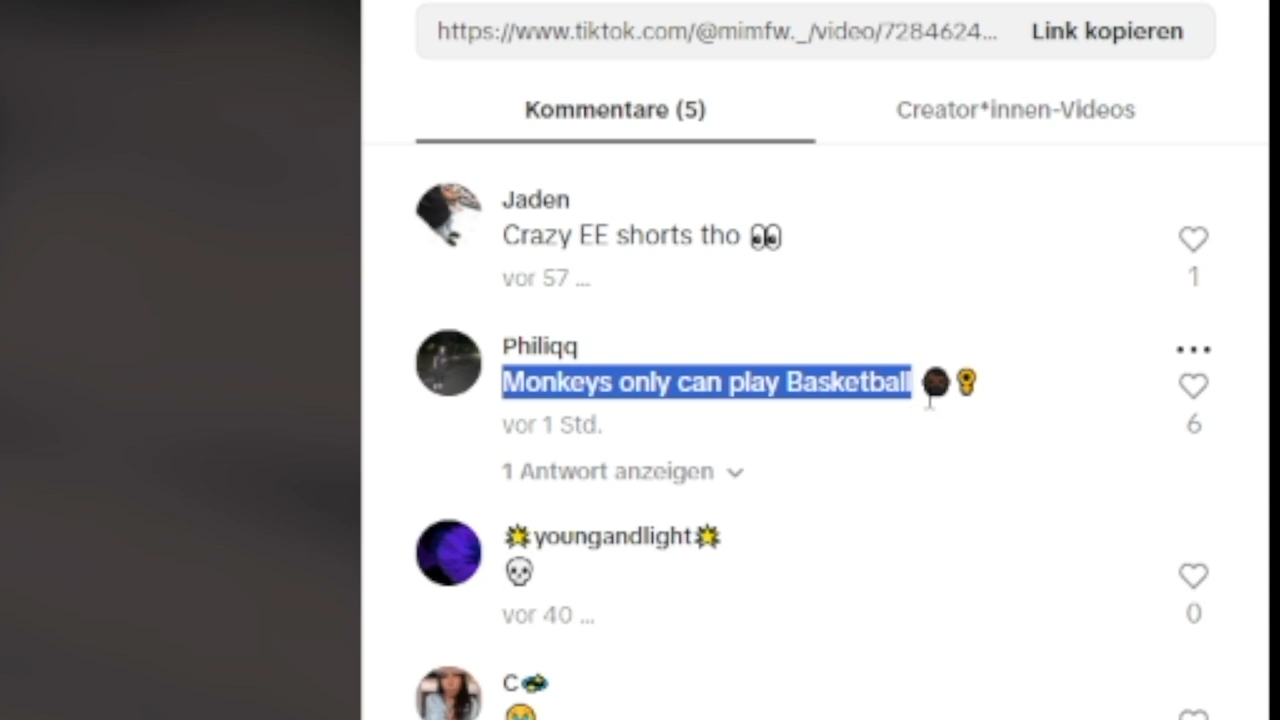 https://www.tiktok.com/@mimfw._/video/7284624... Link kopieren
Kommentare (5) Creator*innen-Videos
Jaden
Crazy EE shorts tho 👀
1
vor 57 ...
Philiqq
Monkeys only can play Basketball
vor 1 Std.
6
1 Antwort anzeigen
🌟youngandlight🌟
💀
vor 40 ...
0
C